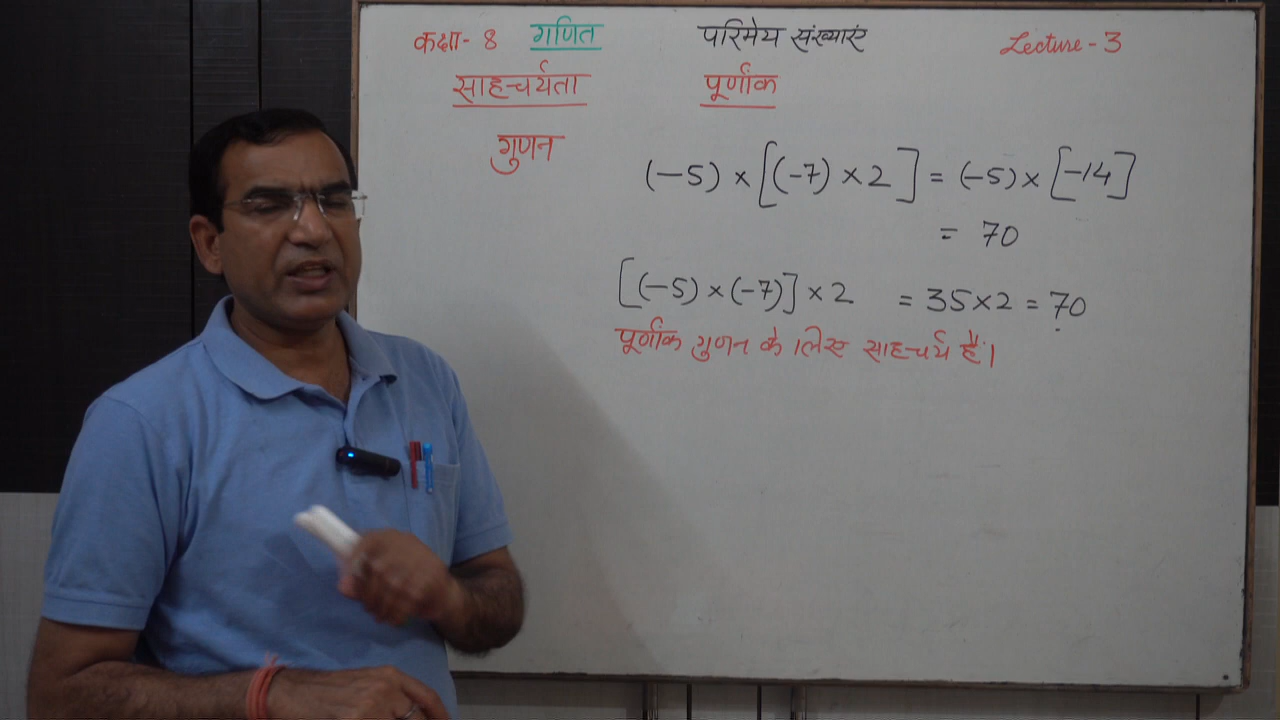 कक्षा- 8 गणित परिमेय संख्याएं Lecture - 3
साहचर्यता पूर्णांक
गुणन
(-5) × [(-7) × 2] = (-5) × [-14]
= 70
[(-5) × (-7)] × 2 = 35 × 2 = 70
पूर्णांक गुणन के लिए साहचर्य हैं।